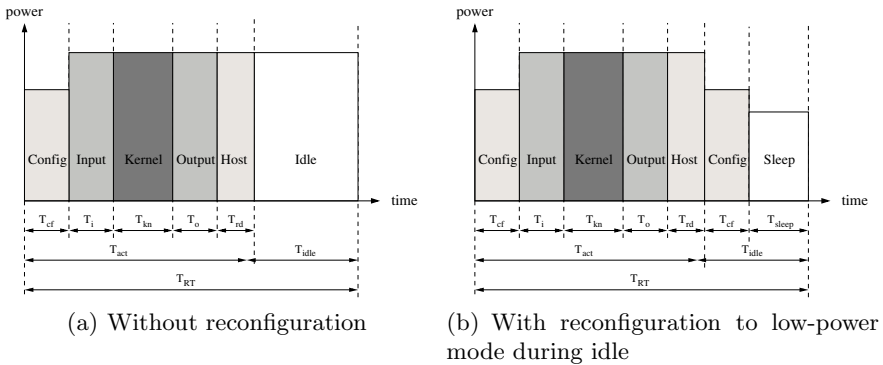 power
Config Input Kernel Output Host Idle
time
T_cf T_i T_kn T_o T_rd
T_act T_idle
T_RT
(a) Without reconfiguration
power
Config Input Kernel Output Host Config Sleep
time
T_cf T_i T_kn T_o T_rd T_cf T_sleep
T_act T_idle
T_RT
(b) With reconfiguration to low-power
mode during idle